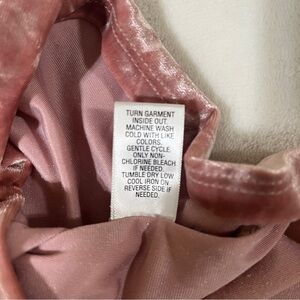 TURN GARMENT
INSIDE OUT.
MACHINE WASH
COLD WITH LIKE
COLORS.
GENTLE CYCLE.
ONLY NON-
CHLORINE BLEACH
IF NEEDED.
TUMBLE DRY LOW.
COOL IRON ON
REVERSE SIDE IF
NEEDED.